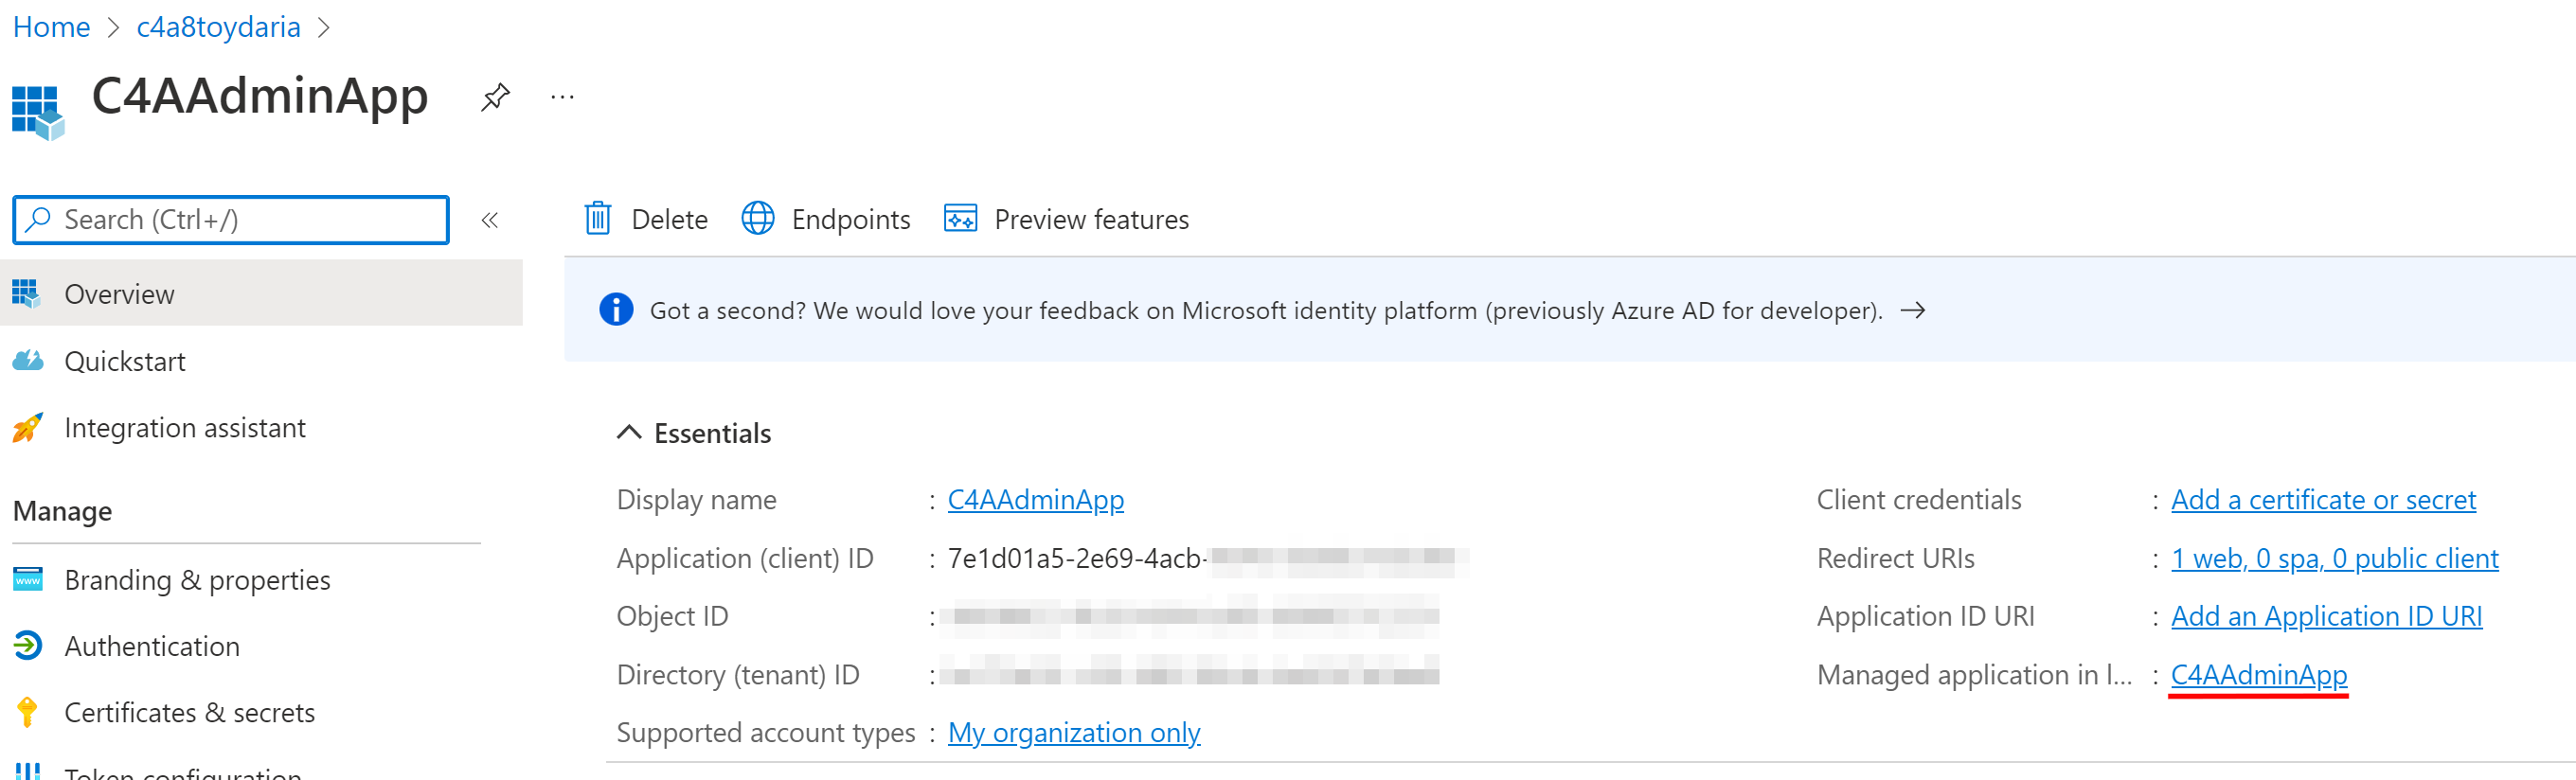 Home > c4a8toydaria >
C4AAdminApp ...
Search (Ctrl+/) «
Overview
Quickstart
Integration assistant
Manage
Branding & properties
Authentication
Certificates & secrets
Token configuration
Delete Endpoints Preview features
Got a second? We would love your feedback on Microsoft identity platform (previously Azure AD for developer). →
Essentials
Display name : C4AAdminApp
Application (client) ID : 7e1d01a5-2e69-4acb-
Object ID :
Directory (tenant) ID :
Supported account types : My organization only
Client credentials : Add a certificate or secret
Redirect URIs : 1 web, 0 spa, 0 public client
Application ID URI : Add an Application ID URI
Managed application in l... : C4AAdminApp